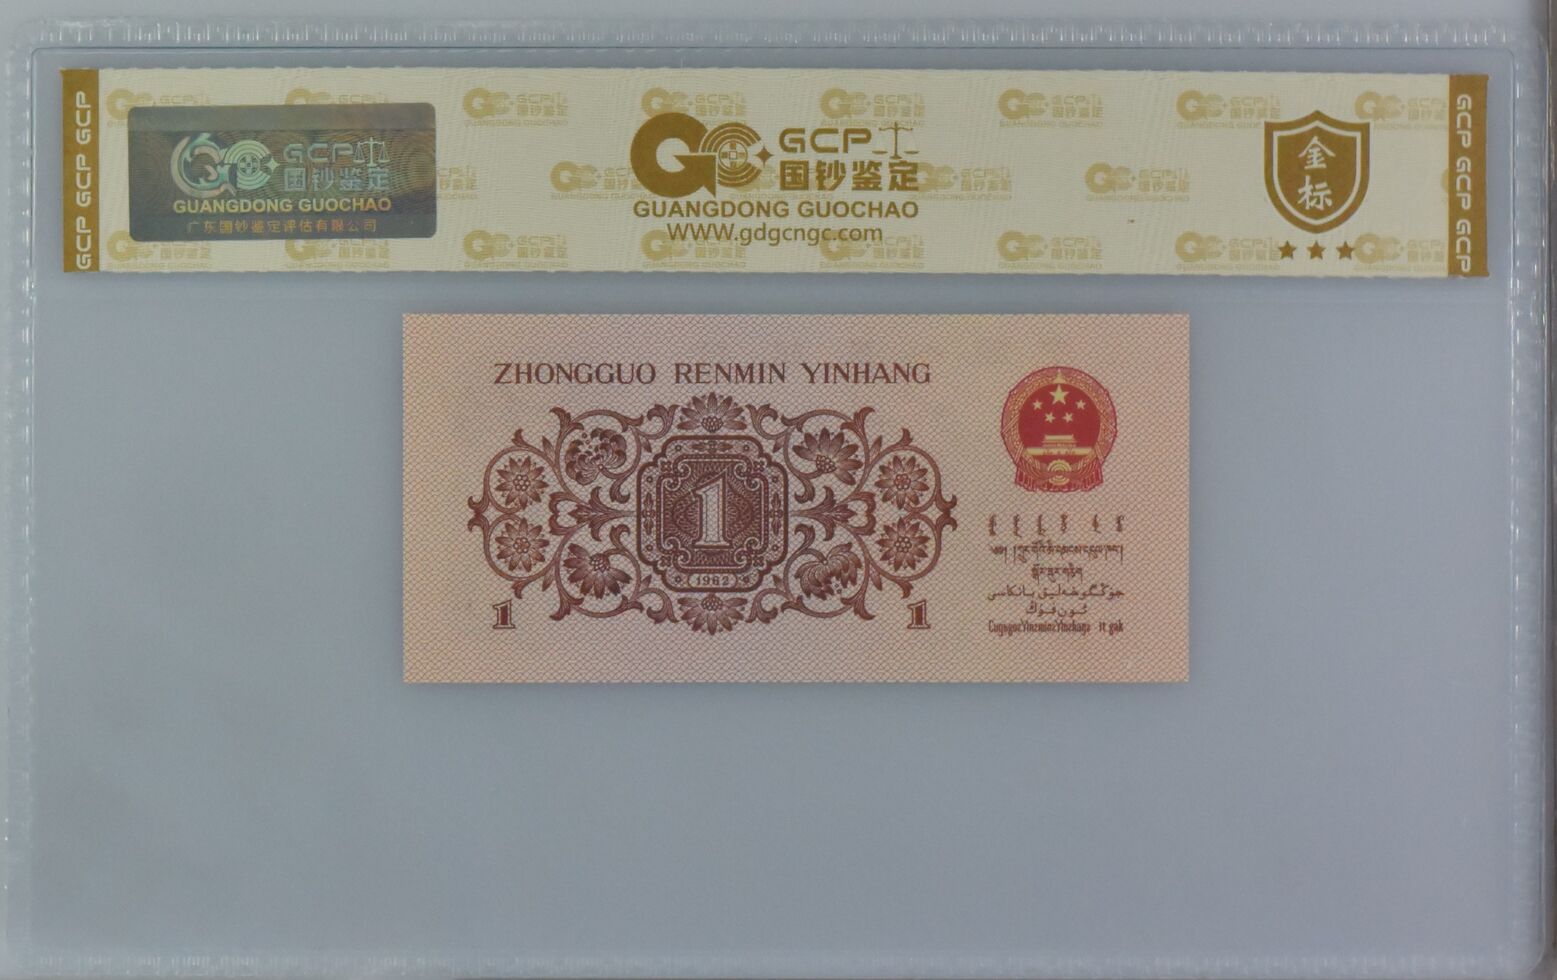 GCP GCP GCP
GCP
国钞鉴定
GUANGDONG GUOCHAO
广东国钞鉴定评估有限公司
GCP
国钞鉴定
GUANGDONG GUOCHAO
www.gdgcngc.com
金标
GCP GCP GCP
ZHONGGUO RENMIN YINHANG
1
1962
1
1